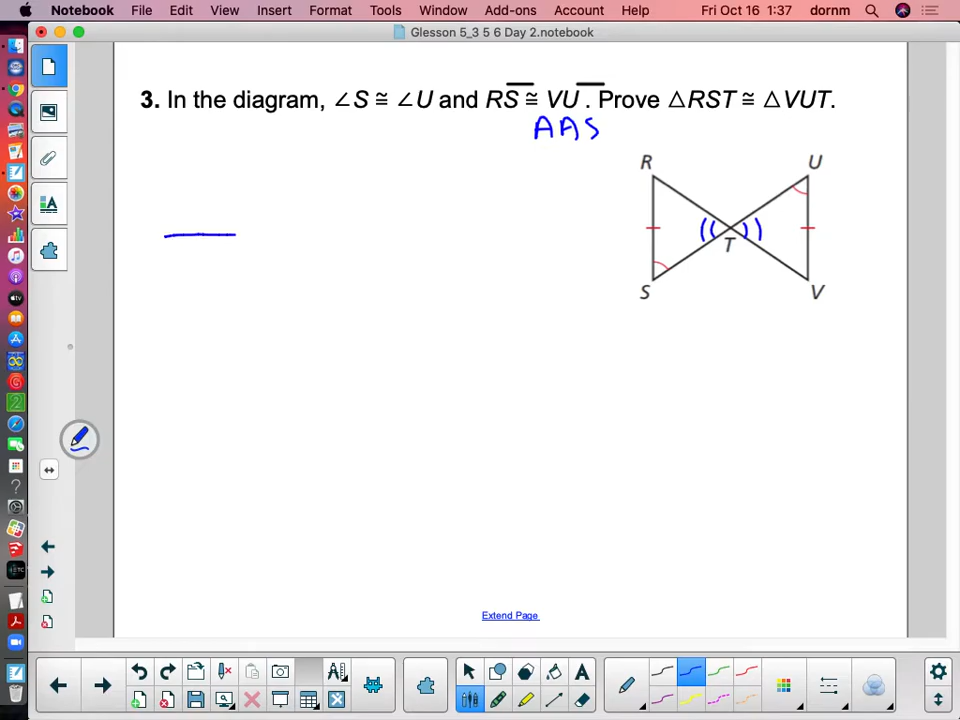 Notebook File Edit View Insert Format Tools Window Add-ons Account Help Fri Oct 16 1:37 dornm
Glesson 5_3 5 6 Day 2.notebook
3. In the diagram, ∠S ≅ ∠U and RS ≅ VU . Prove △RST ≅ △VUT.
AAS
R U
T
S V
Extend Page